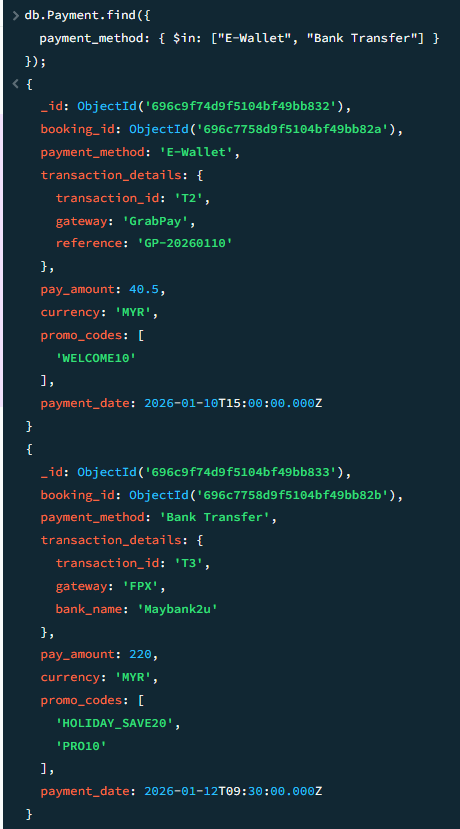 > db.Payment.find({
payment_method: { $in: ["E-Wallet", "Bank Transfer"] }
});
< {
_id: ObjectId('696c9f74d9f5104bf49bb832'),
booking_id: ObjectId('696c7758d9f5104bf49bb82a'),
payment_method: 'E-Wallet',
transaction_details: {
transaction_id: 'T2',
gateway: 'GrabPay',
reference: 'GP-20260110'
},
pay_amount: 40.5,
currency: 'MYR',
promo_codes: [
'WELCOME10'
],
payment_date: 2026-01-10T15:00:00.000Z
}
{
_id: ObjectId('696c9f74d9f5104bf49bb833'),
booking_id: ObjectId('696c7758d9f5104bf49bb82b'),
payment_method: 'Bank Transfer',
transaction_details: {
transaction_id: 'T3',
gateway: 'FPX',
bank_name: 'Maybank2u'
},
pay_amount: 220,
currency: 'MYR',
promo_codes: [
'HOLIDAY_SAVE20',
'PRO10'
],
payment_date: 2026-01-12T09:30:00.000Z
}